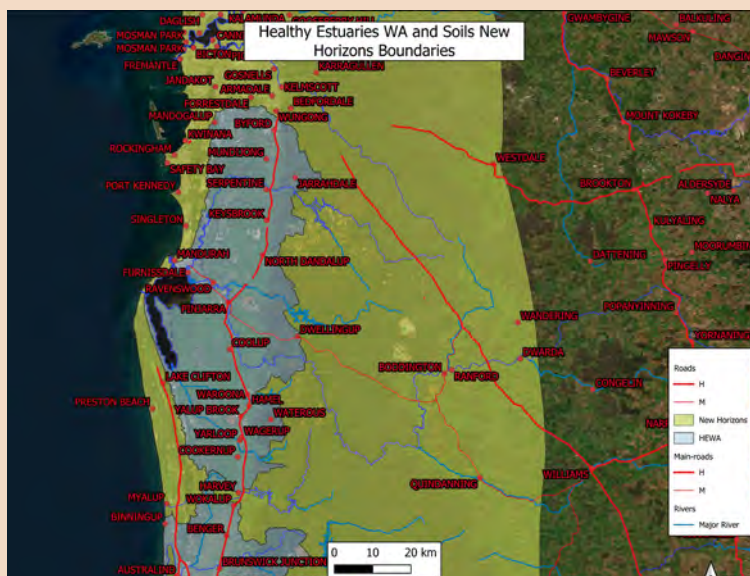 Healthy Estuaries WA and Soils New
Horizons Boundaries
DAGLISH
KALAMUNDA
MOSMAN PARK
MOSMAN PARK
FREMANTLE
KARRAGULLEN
GOSNELLS
JANDAKOT
ARMADALE
KELMSCOTT
FORRESTDALE
BEDFORDALE
MANDOGALUP
BYFORD
WUNGONG
KWINANA
ROCKINGHAM
MUNDIJONG
SAFETY BAY
SERPENTINE
JARRAHDALE
PORT KENNEDY
KEYSBROOK
SINGLETON
MANDURAH
NORTH DANDALUP
FURNISSDALE
RAVENSWOOD
PINJARRA
DWELLINGUP
COOLUP
LAKE CLIFTON
WAROONA
HAMEL
PRESTON BEACH
YALUP BROOK
WATEROUS
YARLOOP
WAGERUP
COOKERNUP
HARVEY
WOKALUP
MYALUP
BINNINGUP
BENGER
AUSTRALIND
BRUNSWICK JUNCTION
GWAMBYGINE
BALKULING
MAWSON
BEVERLEY
MOUNT KOKEBY
WESTDALE
BROOKTON
ALDERSYDE
NALYA
KULYALING
DATTENING
PINGELLY
POPANYINNING
WANDERING
DWARDA
BODDINGTON
RANFORD
CONGELIN
WILLIAMS
QUINDANNING
Roads
H
M
New Horizons
HEWA
Main-roads
H
M
Rivers
Major River
0 10 20 km